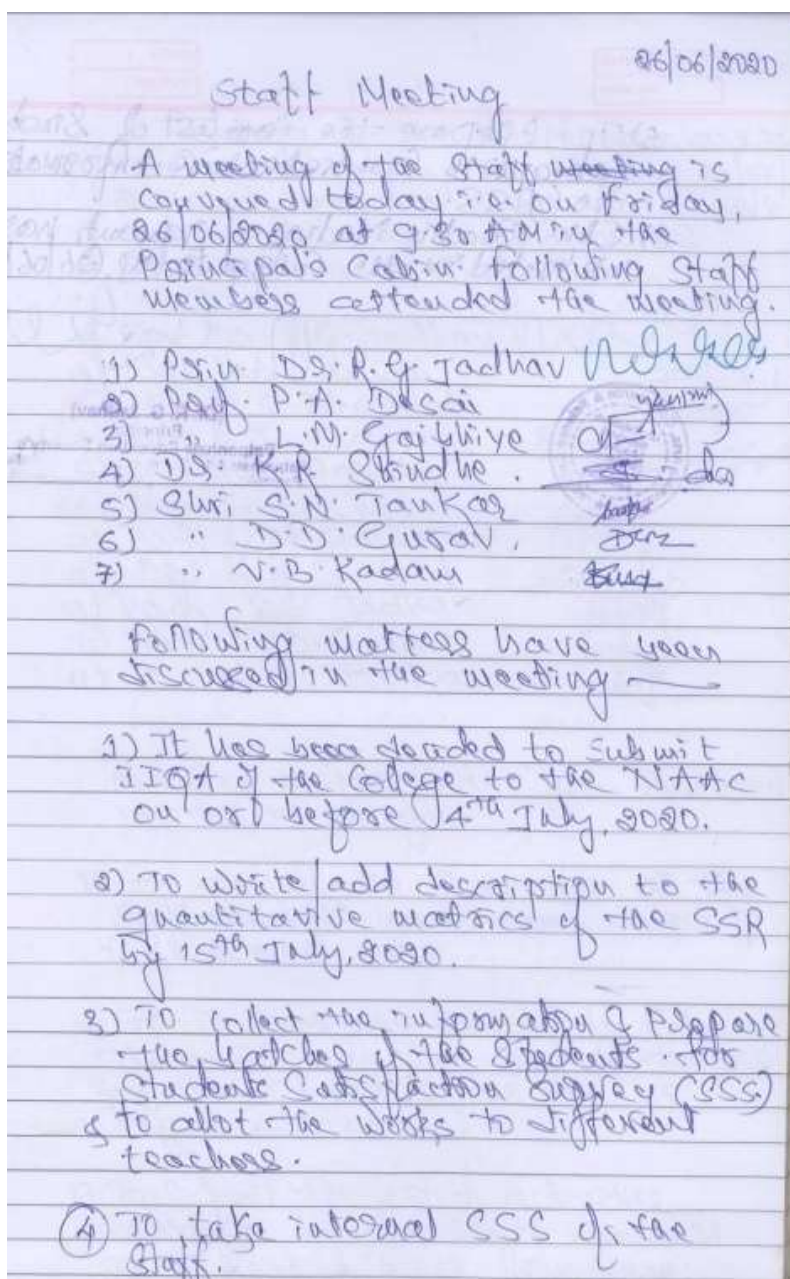 26/06/2020
Staff Meeting
A meeting of the Staff meeting is
convened today i.e. on Friday,
26/06/2020 at 9.30 AM in the
Principal's Cabin. Following Staff
Members attended the meeting.
1) Prin. Dr. R. G. Jadhav
2) Prof. P. A. Desai
3) " L. M. Gajbhiye
4) Dr. K. R. Shindhe.
5) Shri S. N. Tankar
6) " D. D. Gurav.
7) " V. B. Kadam
Following matters have been
discussed in the meeting —
1) It has been decided to submit
IIQA of the College to the NAAC
on or before 4th July, 2020.
2) To write/add description to the
quantitative metrics of the SSR
by 15th July, 2020.
3) To collect the information & prepare
the batches of the Students for
Students Satisfaction Survey (SSS)
& to allot the works to different
teachers.
4) To take internal SSS of the
Staff.